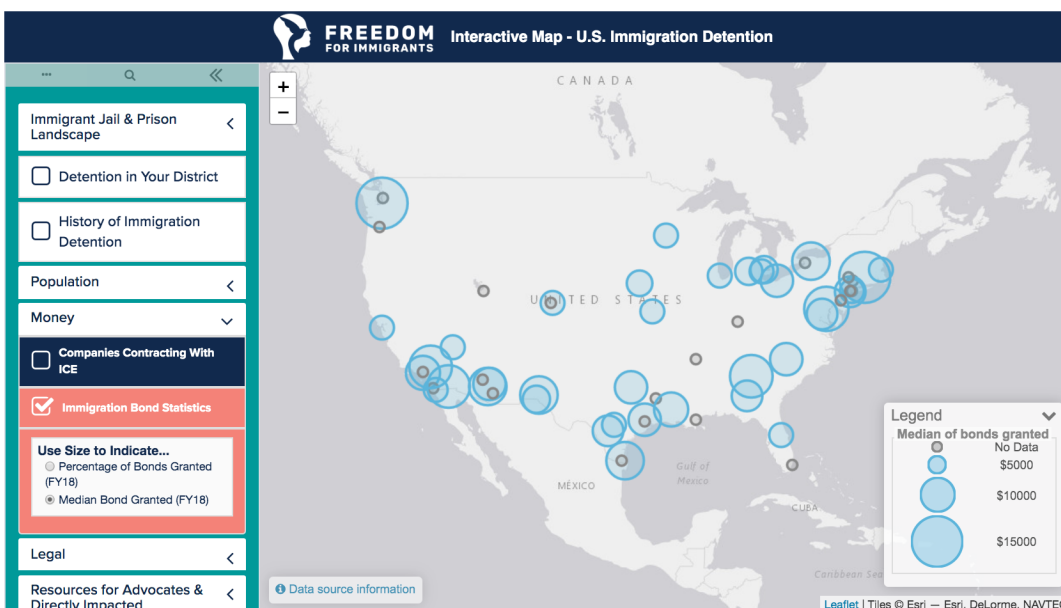 FREEDOM
FOR IMMIGRANTS
Interactive Map - U.S. Immigration Detention
Immigrant Jail & Prison
Landscape
Detention in Your District
History of Immigration
Detention
Population
Money
Companies Contracting With
ICE
Immigration Bond Statistics
Use Size to Indicate...
Percentage of Bonds Granted
(FY18)
Median Bond Granted (FY18)
Legal
Resources for Advocates &
Directly Impacted
+
−
CANADA
UNITED STATES
MÉXICO
Gulf of
Mexico
CUBA
Caribbean Sea
Legend
Median of bonds granted
No Data
$5000
$10000
$15000
Data source information
Leaflet | Tiles © Esri — Esri, DeLorme, NAVTEQ